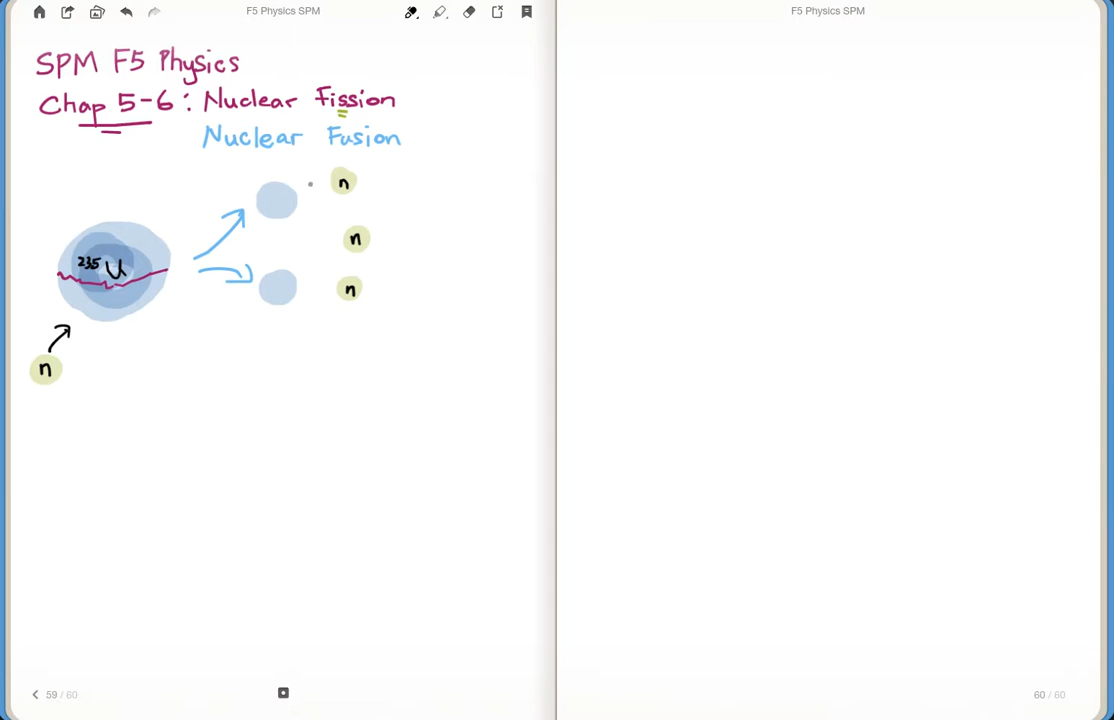 F5 Physics SPM
F5 Physics SPM
SPM F5 Physics
Chap 5-6 : Nuclear Fission
Nuclear Fusion
n
n
235 U
n
n
59 / 60
60 / 60